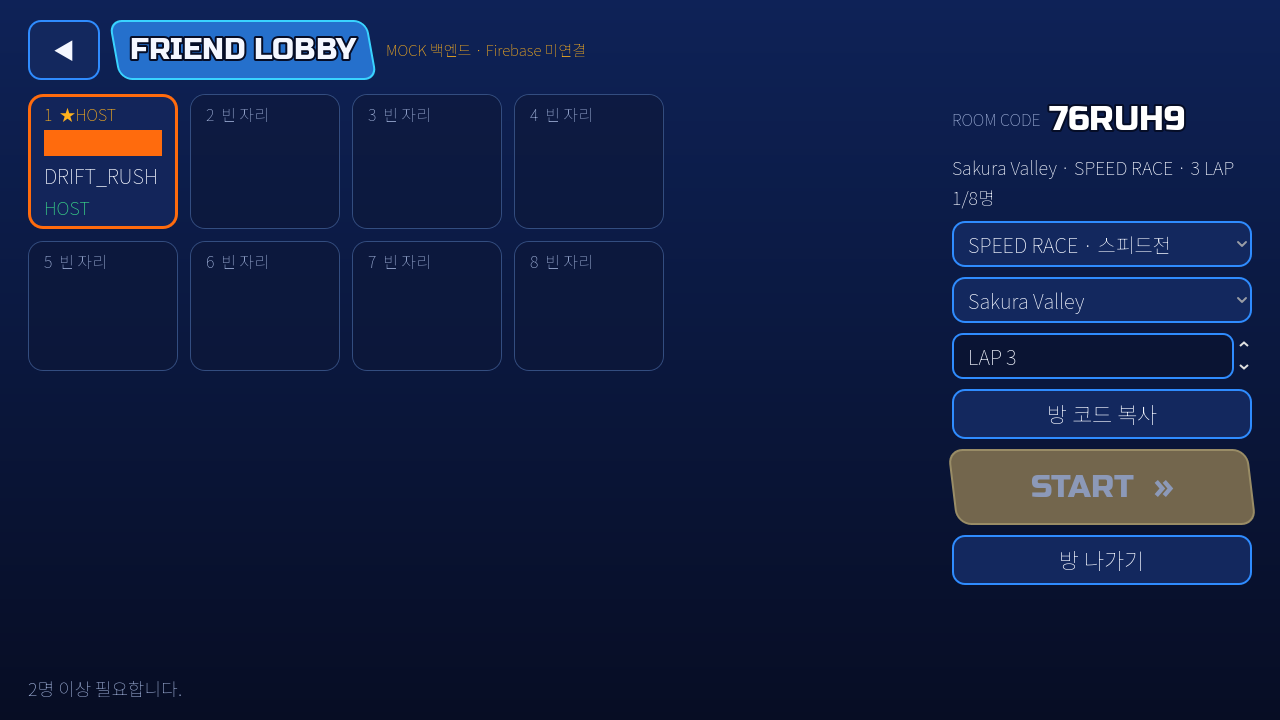 ◀
FRIEND LOBBY
MOCK 백엔드 · Firebase 미연결
1 ★HOST
DRIFT_RUSH
HOST
2 빈 자리
3 빈 자리
4 빈 자리
5 빈 자리
6 빈 자리
7 빈 자리
8 빈 자리
ROOM CODE 76RUH9
Sakura Valley · SPEED RACE · 3 LAP
1/8명
SPEED RACE · 스피드전
Sakura Valley
LAP 3
방 코드 복사
START »
방 나가기
2명 이상 필요합니다.